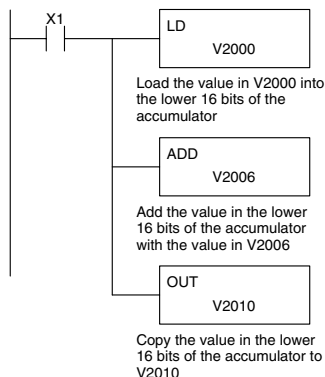 X1
LD
V2000
Load the value in V2000 into
the lower 16 bits of the
accumulator
ADD
V2006
Add the value in the lower
16 bits of the accumulator
with the value in V2006
OUT
V2010
Copy the value in the lower
16 bits of the accumulator to
V2010